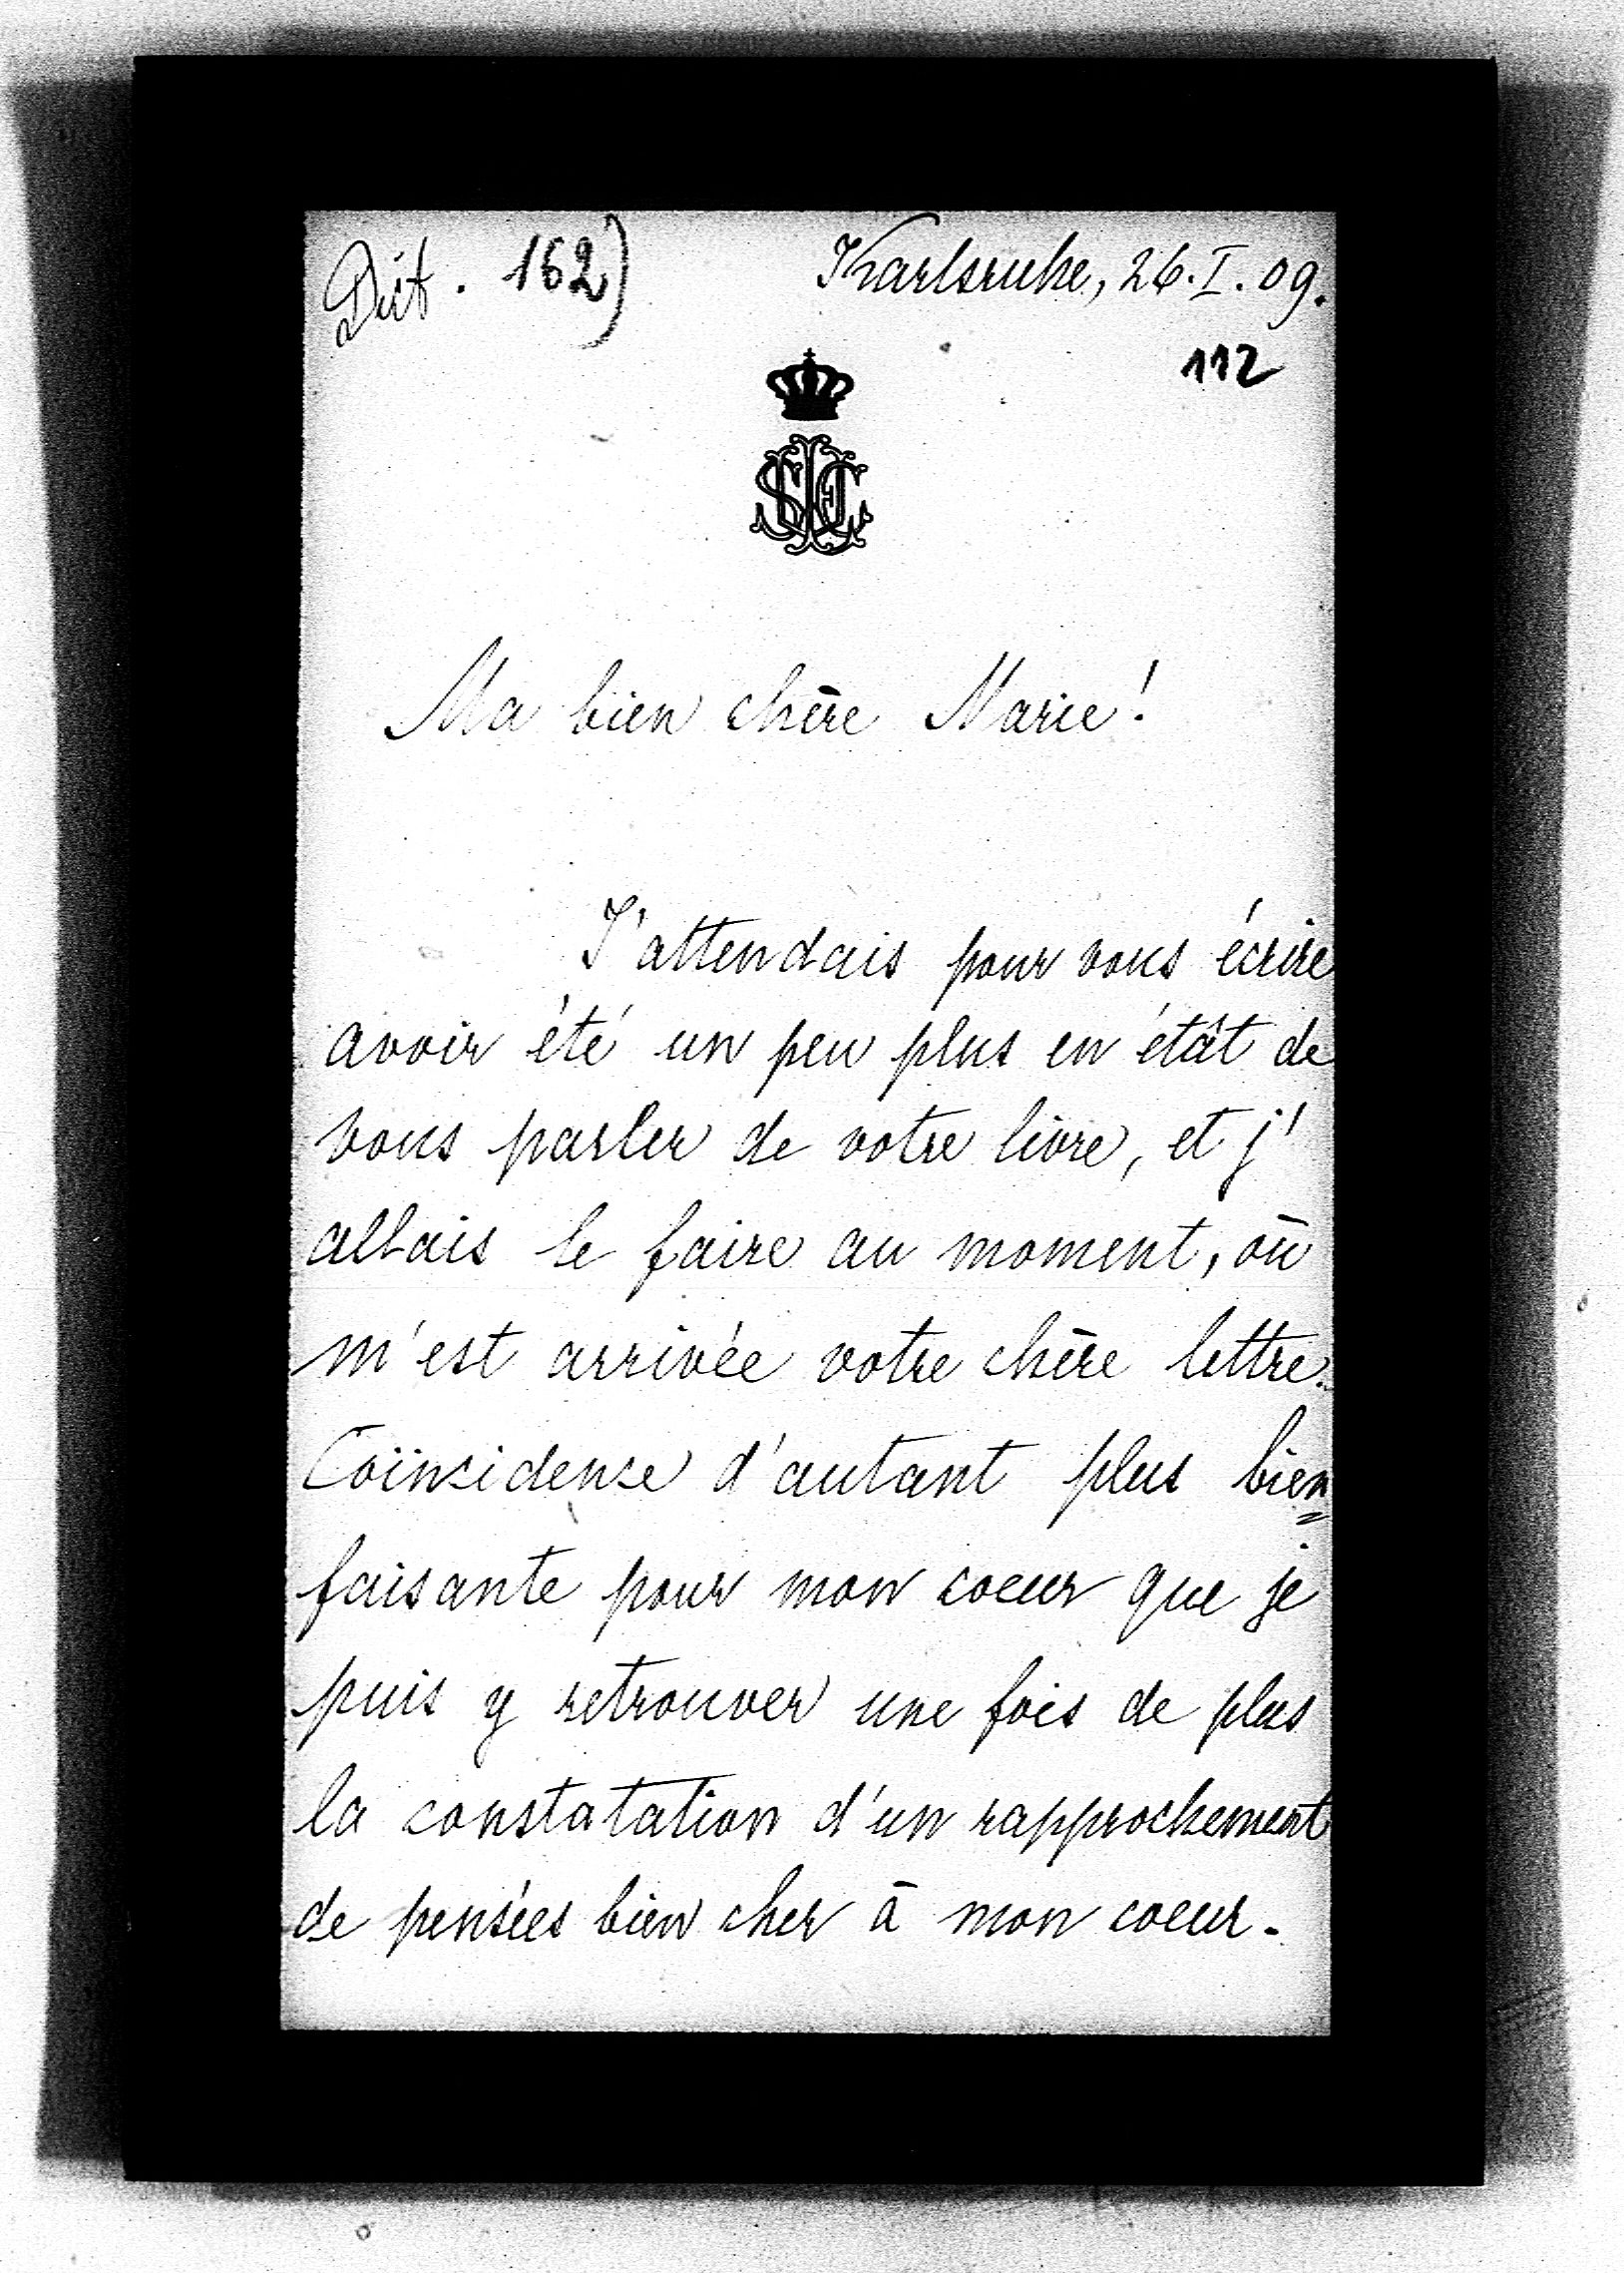 Dict. 162) Karlsruhe, 26.I.09.
112
Ma bien chère Marie!
J'attendais pour vous écrire
avoir été un peu plus en étât de
vous parler de votre livre, et j'
allais le faire au moment, où
m'est arrivée votre chère lettre.
Coïncidence d'autant plus bien=
faisante pour mon coeur que je
puis y retrouver une fois de plus
la constatation d'un rapprochement
de pensées bien cher à mon coeur.